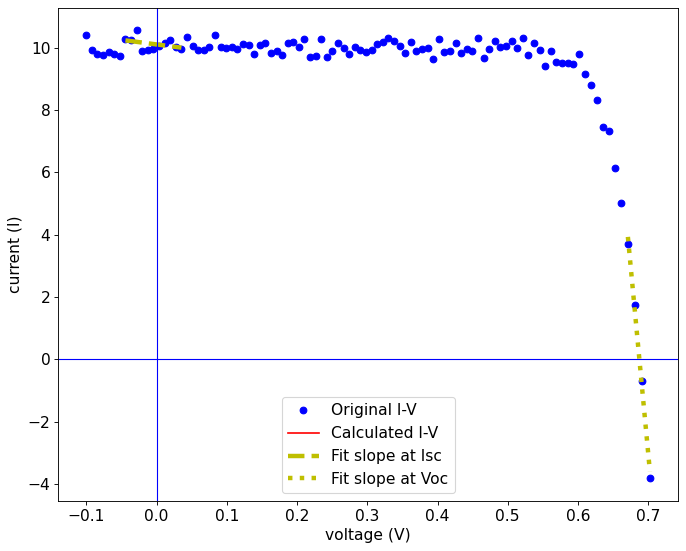 10
8
6
4
2
0
−2
−4
current (I)
Original I-V
Calculated I-V
Fit slope at Isc
Fit slope at Voc
−0.1 0.0 0.1 0.2 0.3 0.4 0.5 0.6 0.7
voltage (V)